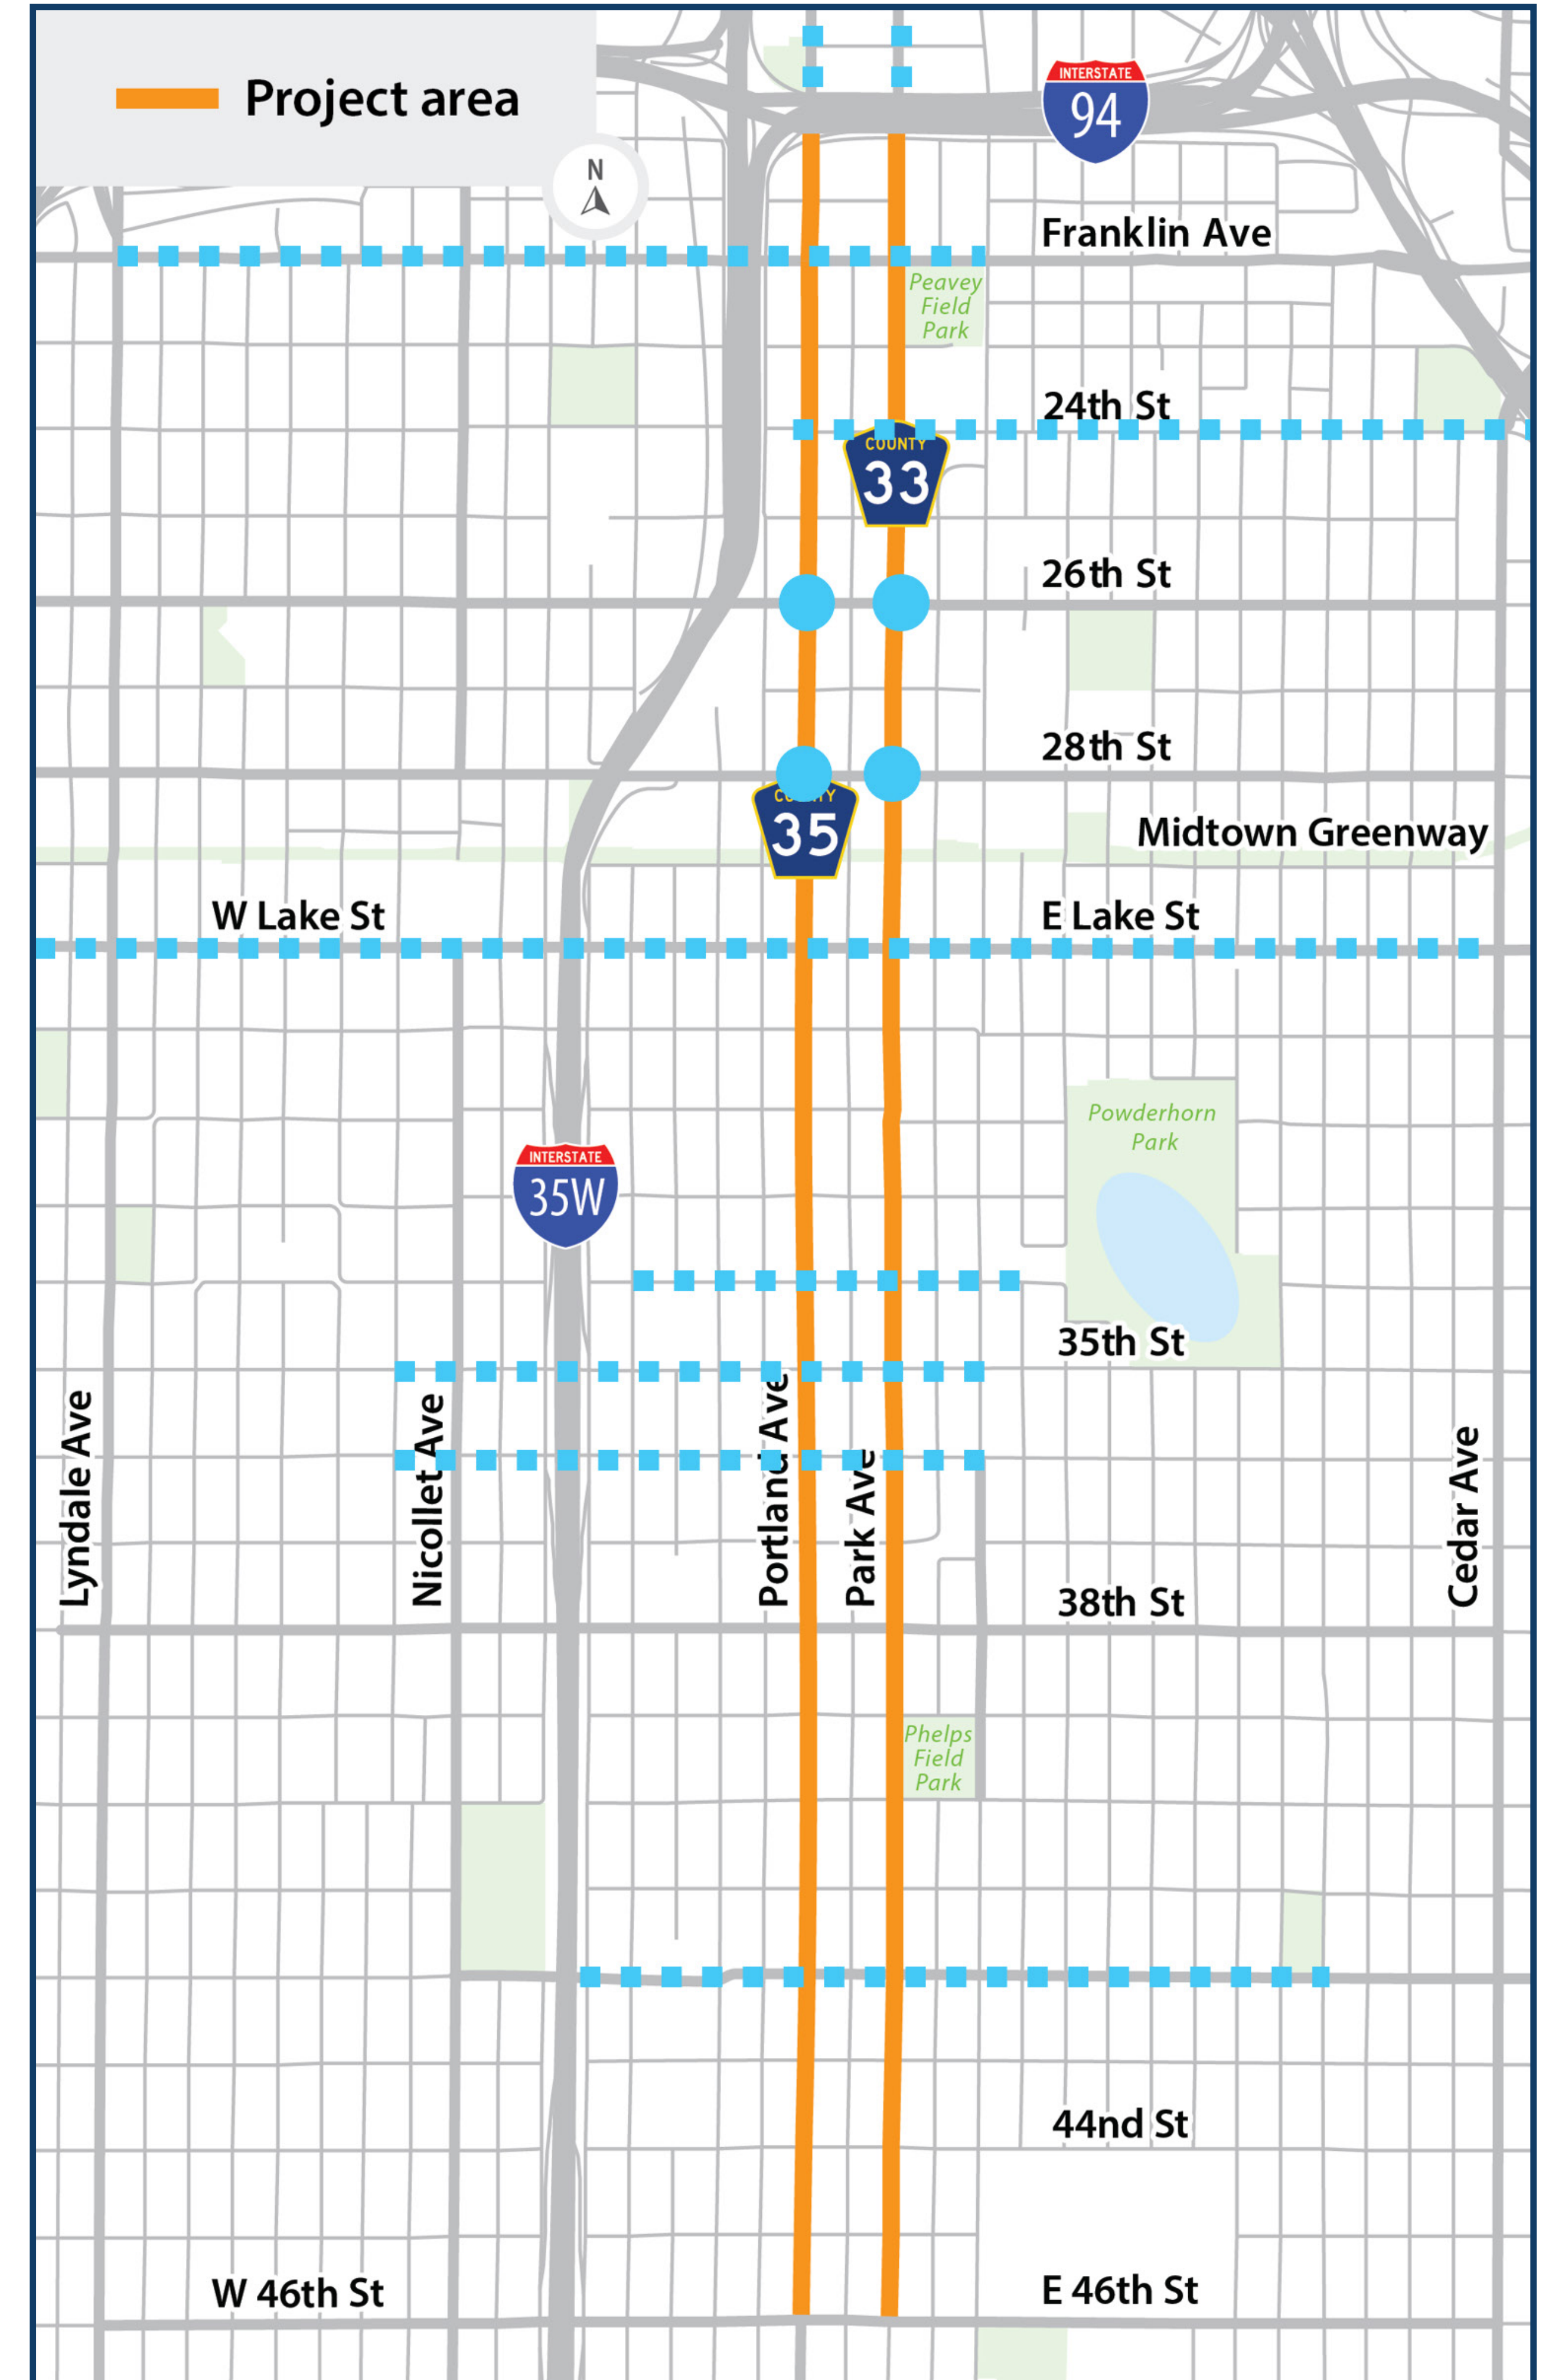 Project area
N
INTERSTATE
94
Franklin Ave
Peavey
Field
Park
24th St
COUNTY
33
26th St
28th St
COUNTY
35
Midtown Greenway
W Lake St
E Lake St
Powderhorn
Park
INTERSTATE
35W
35th St
Lyndale Ave
Nicollet Ave
Portland Ave
Park Ave
Cedar Ave
38th St
Phelps
Field
Park
44nd St
W 46th St
E 46th St